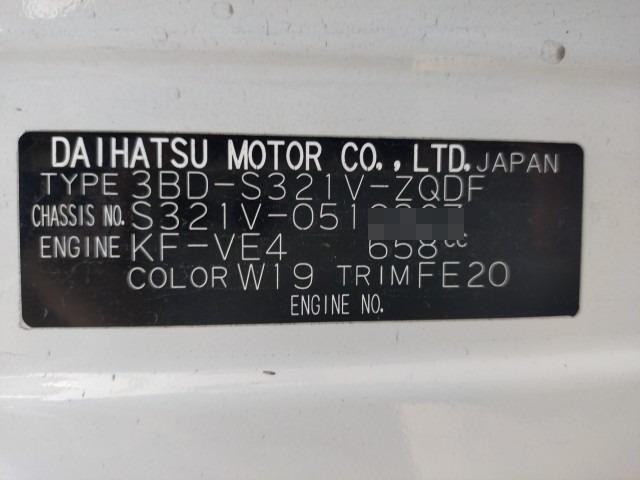 DAIHATSU MOTOR CO.,LTD. JAPAN
TYPE 3BD-S321V-ZQDF
CHASSIS NO. S321V-051
ENGINE KF-VE4 658cc
COLOR W19 TRIM FE20
ENGINE NO.